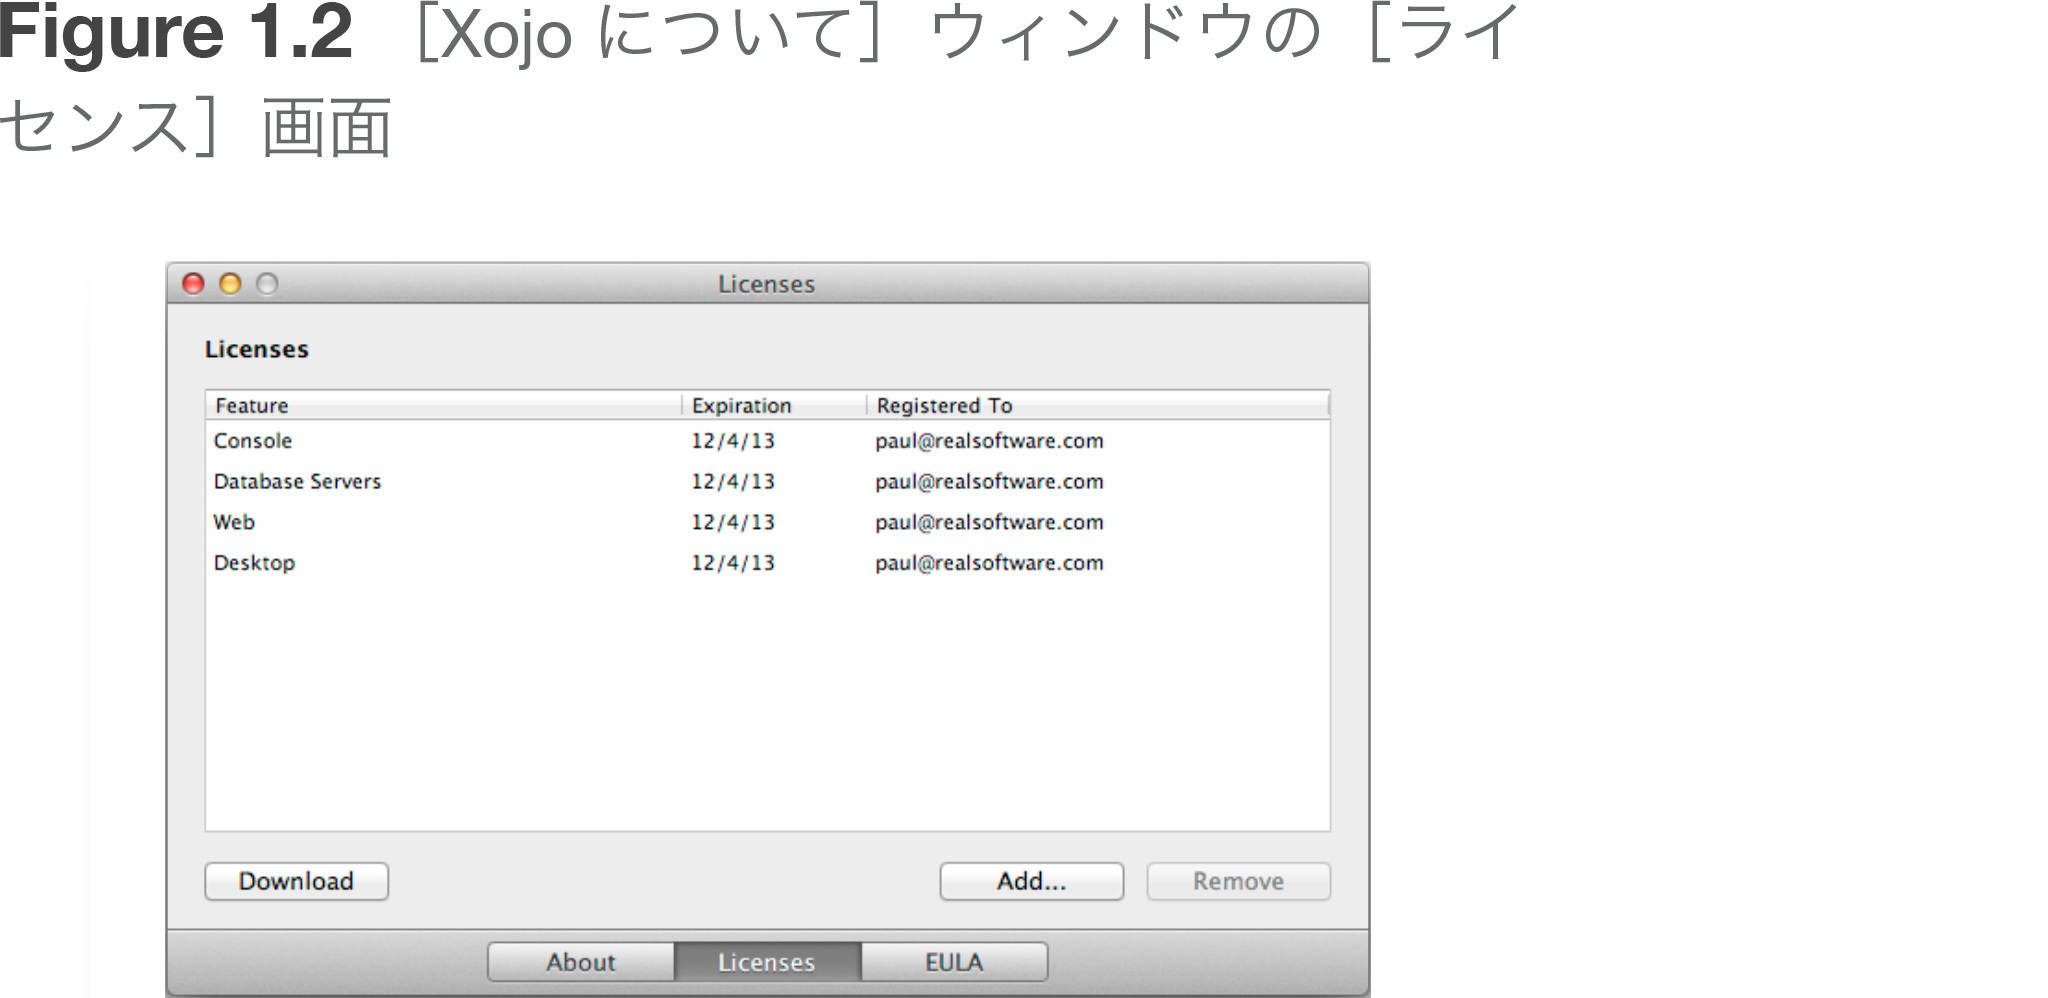 Figure 1.2 ［Xojo について］ウィンドウの［ライ
センス］画面
Licenses
Licenses
Feature Expiration Registered To
Console 12/4/13 paul@realsoftware.com
Database Servers 12/4/13 paul@realsoftware.com
Web 12/4/13 paul@realsoftware.com
Desktop 12/4/13 paul@realsoftware.com
Download Add... Remove
About Licenses EULA